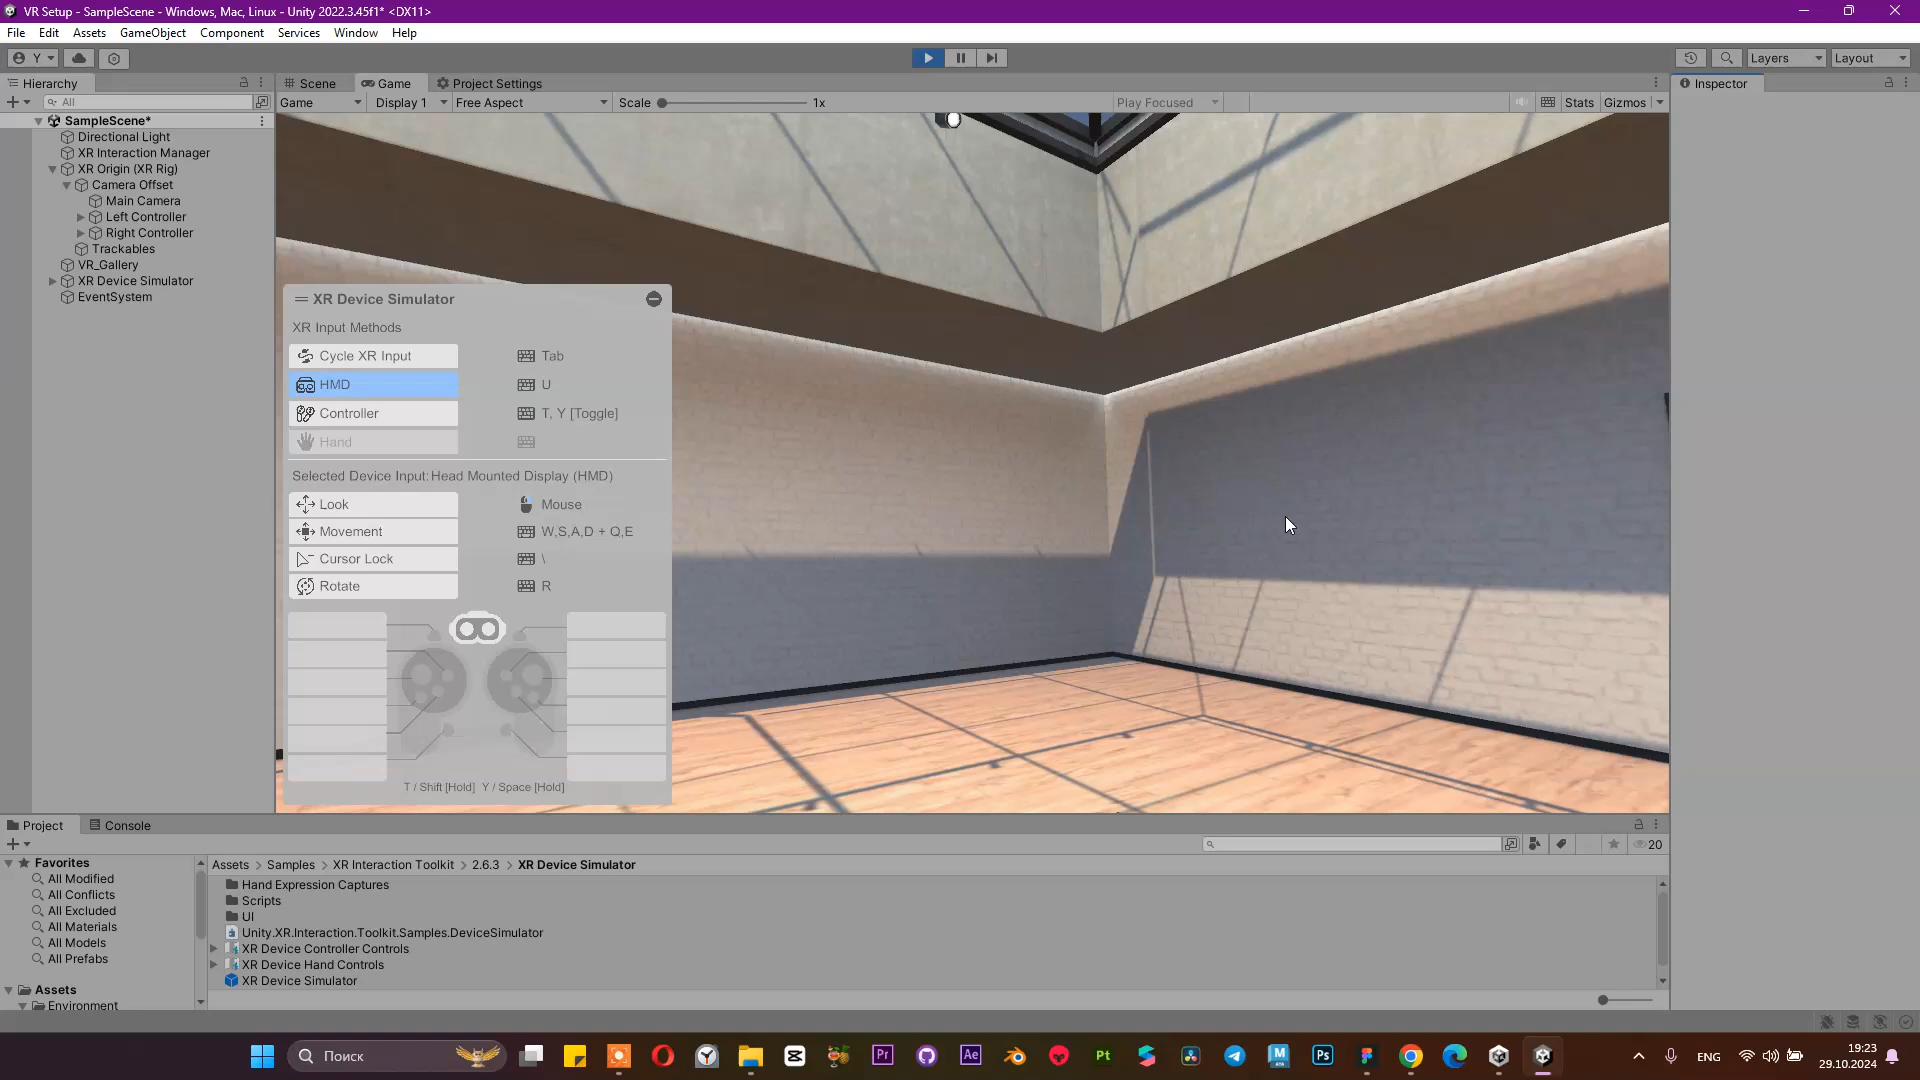 VR Setup - SampleScene - Windows, Mac, Linux - Unity 2022.3.45f1* <DX11>
File Edit Assets GameObject Component Services Window Help
Y Layers Layout
Hierarchy Scene Game Project Settings Inspector
All Game Display 1 Free Aspect Scale 1x Play Focused Stats Gizmos
SampleScene*
Directional Light
XR Interaction Manager
XR Origin (XR Rig)
Camera Offset
Main Camera
Left Controller
Right Controller
Trackables
VR_Gallery
XR Device Simulator
EventSystem
XR Device Simulator
XR Input Methods
Cycle XR Input Tab
HMD U
Controller T, Y [Toggle]
Hand
Selected Device Input: Head Mounted Display (HMD)
Look Mouse
Movement W,S,A,D + Q,E
Cursor Lock \
Rotate R
T / Shift [Hold] Y / Space [Hold]
Project Console
20
Favorites
All Modified
All Conflicts
All Excluded
All Materials
All Models
All Prefabs
Assets
Environment
Assets > Samples > XR Interaction Toolkit > 2.6.3 > XR Device Simulator
Hand Expression Captures
Scripts
UI
Unity.XR.Interaction.Toolkit.Samples.DeviceSimulator
XR Device Controller Controls
XR Device Hand Controls
XR Device Simulator
Поиск Pr Ae Pt M Ps ENG 19:23
29.10.2024